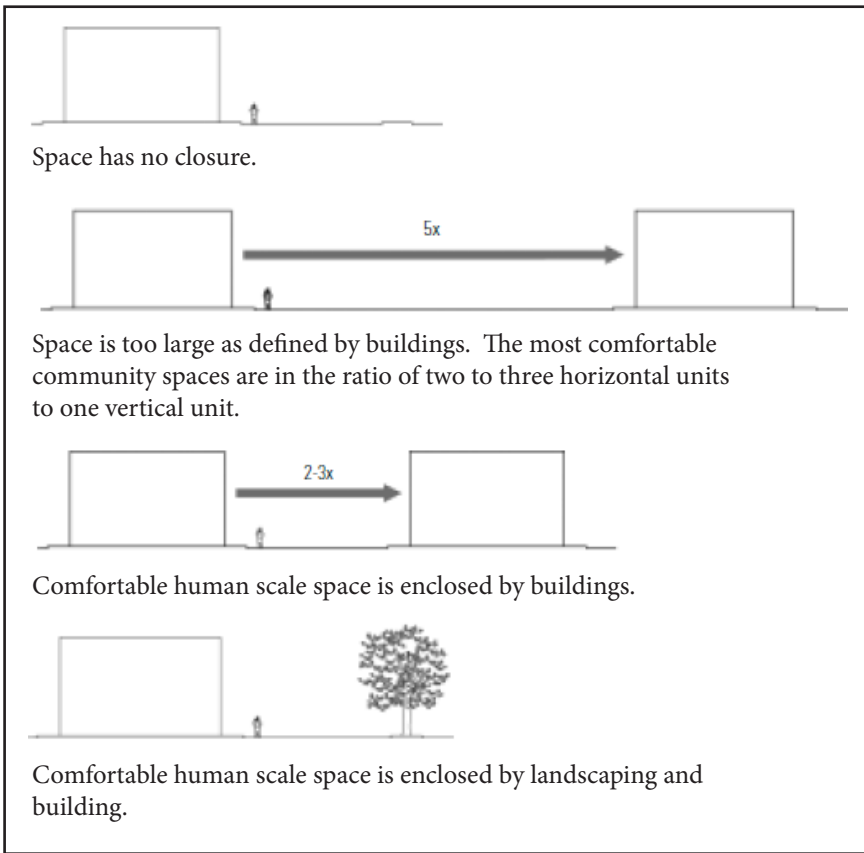 Space has no closure.
5x
Space is too large as defined by buildings.  The most comfortable
community spaces are in the ratio of two to three horizontal units
to one vertical unit.
2-3x
Comfortable human scale space is enclosed by buildings.
Comfortable human scale space is enclosed by landscaping and
building.